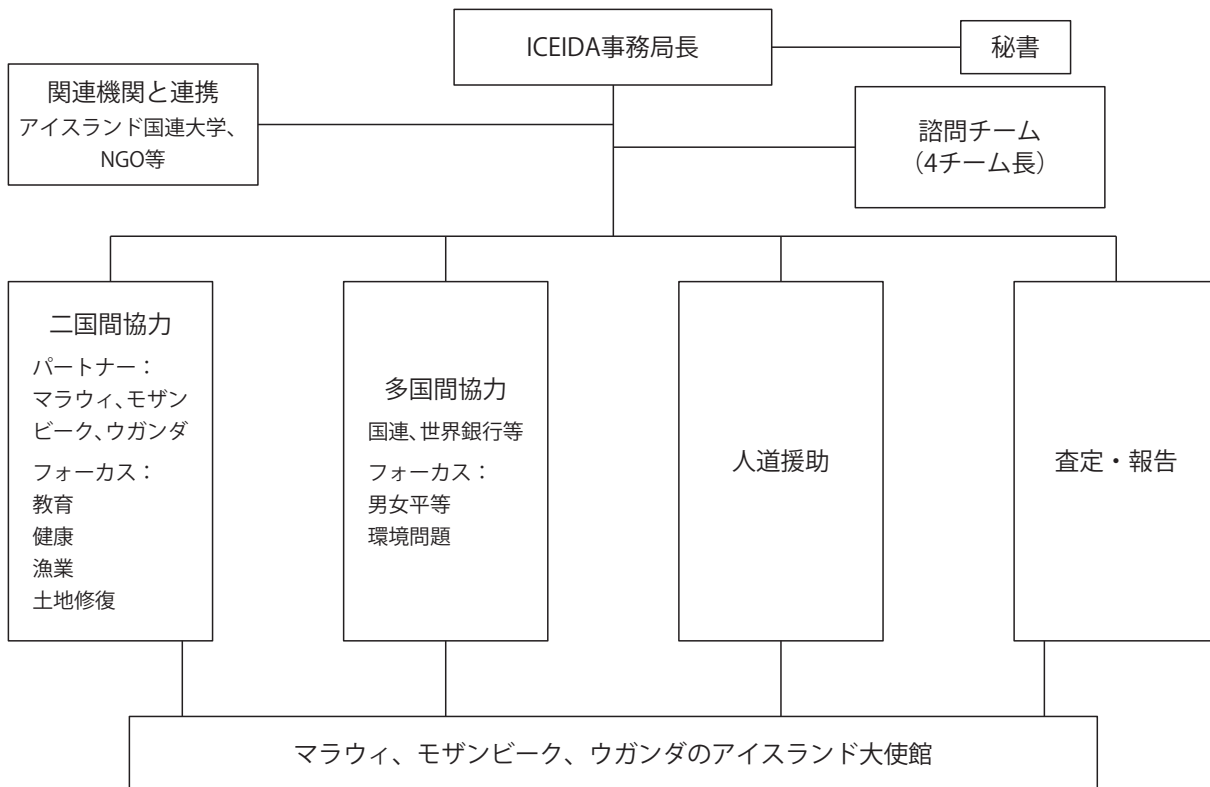 ICEIDA事務局長
秘書
関連機関と連携
アイスランド国連大学、
NGO等
諮問チーム
（4チーム長）
二国間協力
パートナー：
マラウィ、モザン
ビーク、ウガンダ
フォーカス：
教育
健康
漁業
土地修復
多国間協力
国連、世界銀行等
フォーカス：
男女平等
環境問題
人道援助
査定・報告
マラウィ、モザンビーク、ウガンダのアイスランド大使館